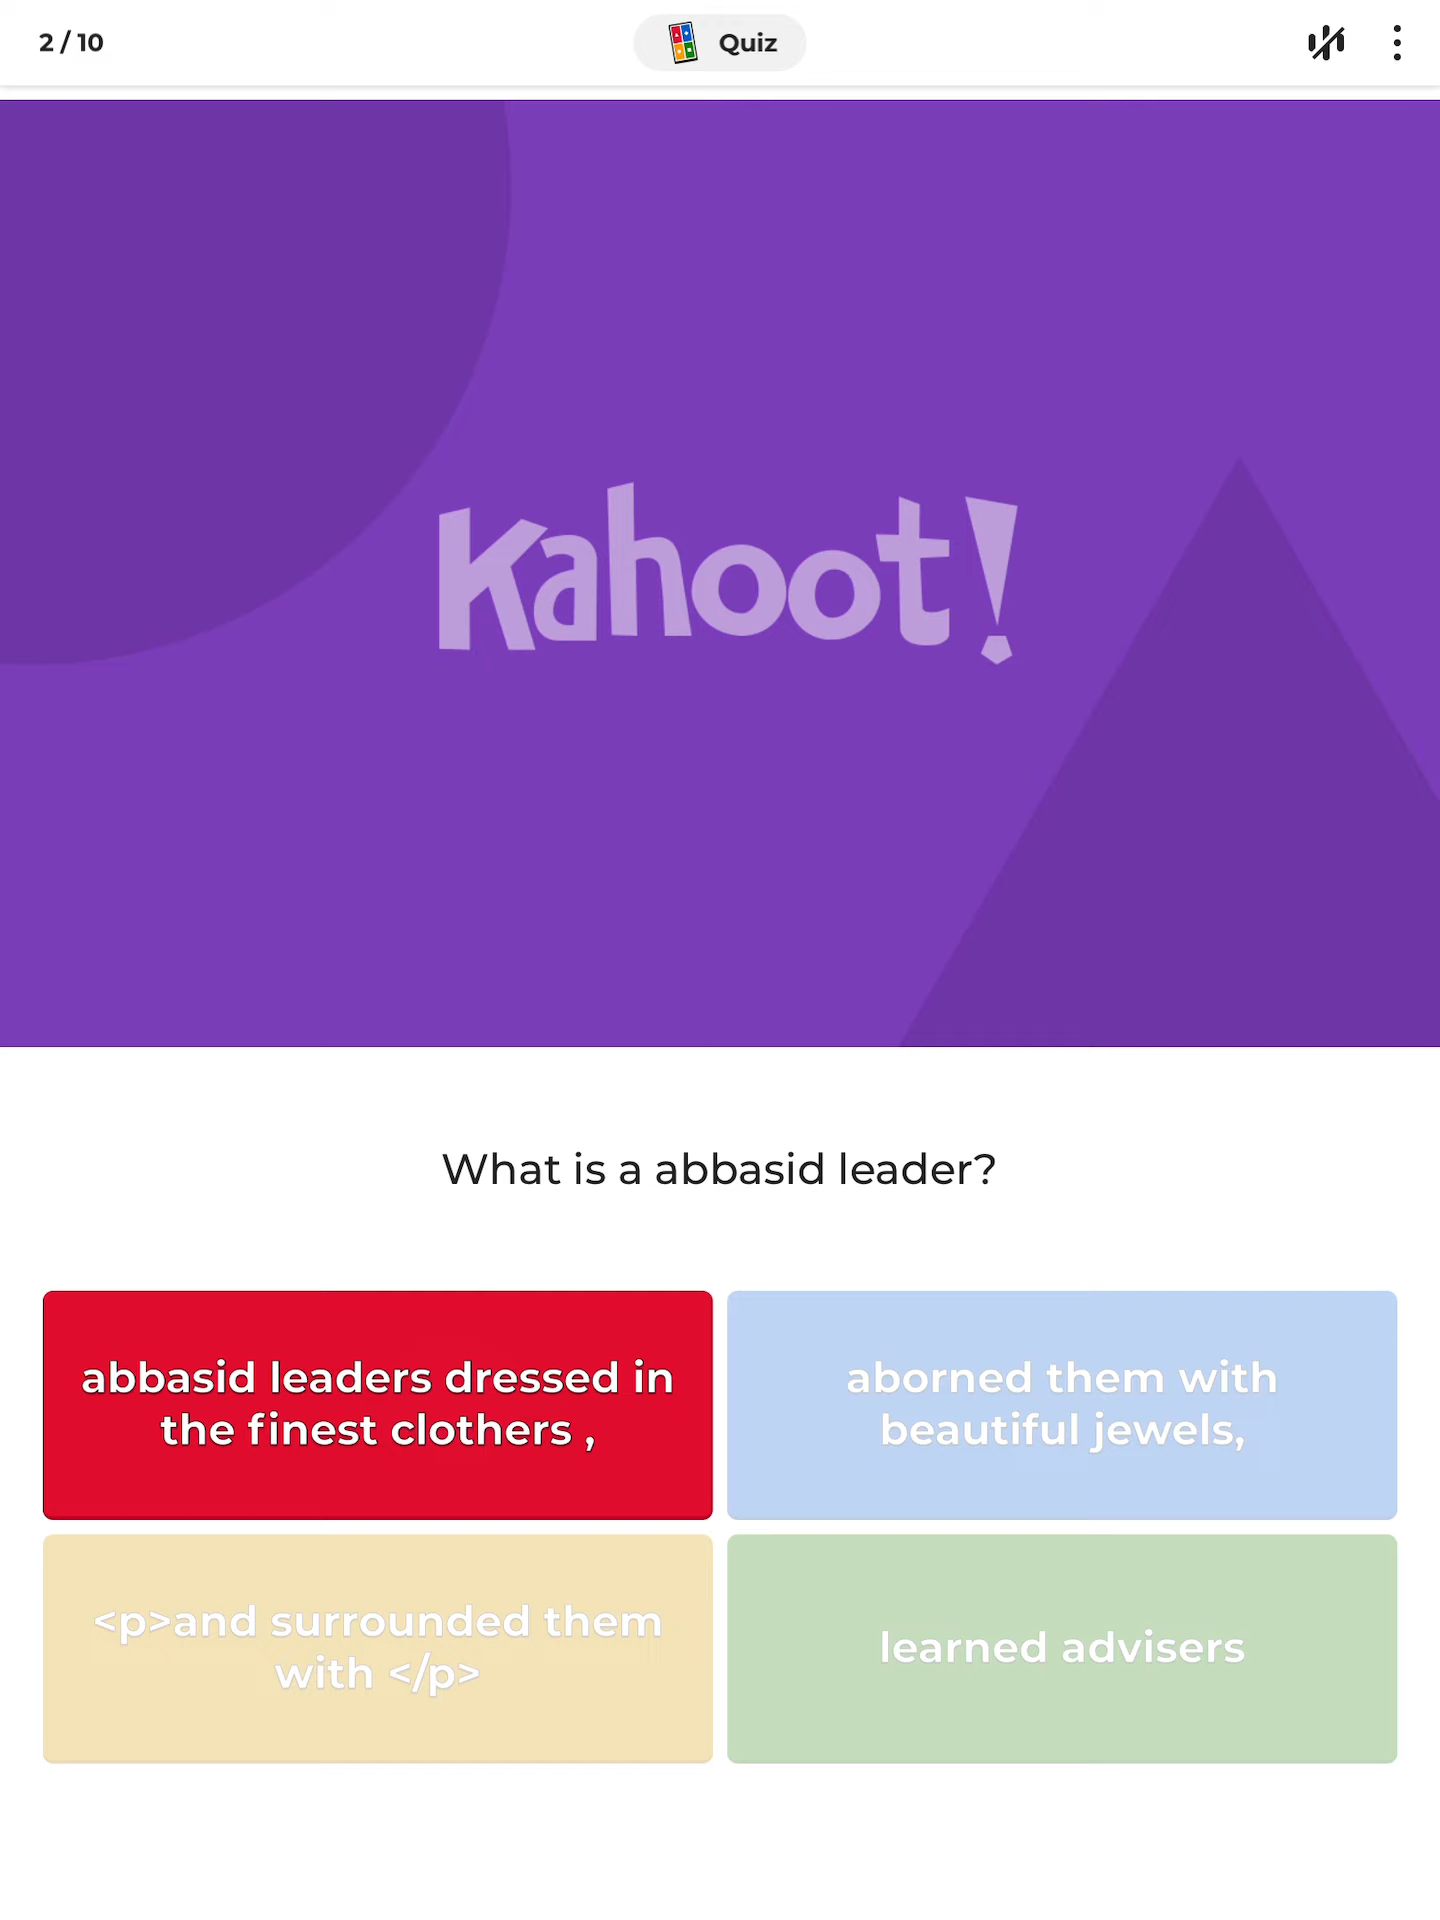 2 / 10
Quiz
Kahoot!
What is a abbasid leader?
abbasid leaders dressed in
the finest clothers ,
aborned them with
beautiful jewels,
<p>and surrounded them
with </p>
learned advisers